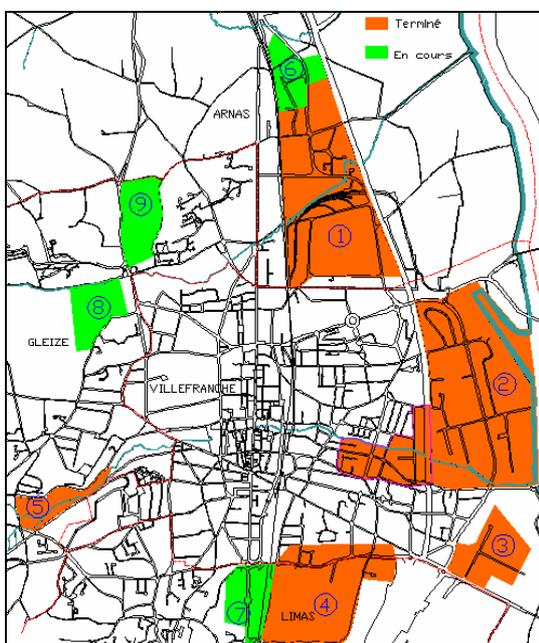 Terminé
En cours
6
ARNAS
9
1
8
GLEIZE
2
VILLEFRANCHE
5
3
4
7
LIMAS